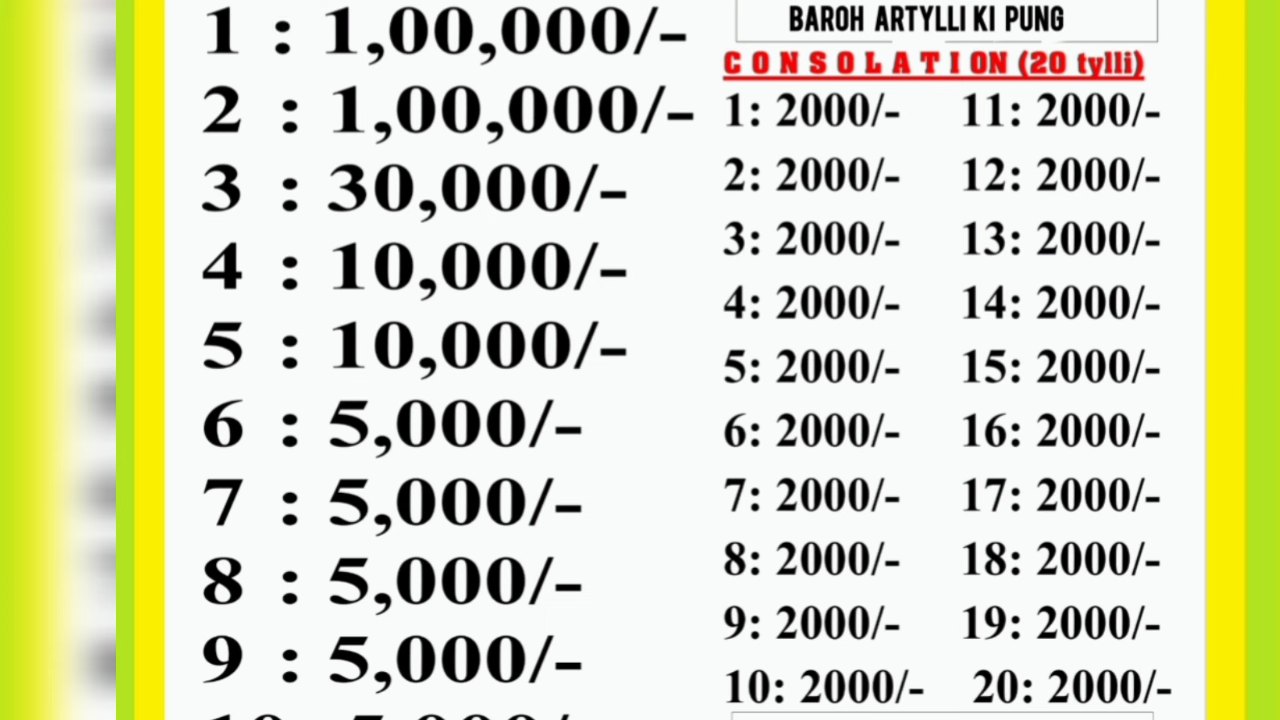 1 : 1,00,000/-
2 : 1,00,000/-
3 : 30,000/-
4 : 10,000/-
5 : 10,000/-
6 : 5,000/-
7 : 5,000/-
8 : 5,000/-
9 : 5,000/-
BAROH ARTYLLI KI PUNG
CONSOLATION (20 tylli)
1: 2000/- 11: 2000/-
2: 2000/- 12: 2000/-
3: 2000/- 13: 2000/-
4: 2000/- 14: 2000/-
5: 2000/- 15: 2000/-
6: 2000/- 16: 2000/-
7: 2000/- 17: 2000/-
8: 2000/- 18: 2000/-
9: 2000/- 19: 2000/-
10: 2000/- 20: 2000/-